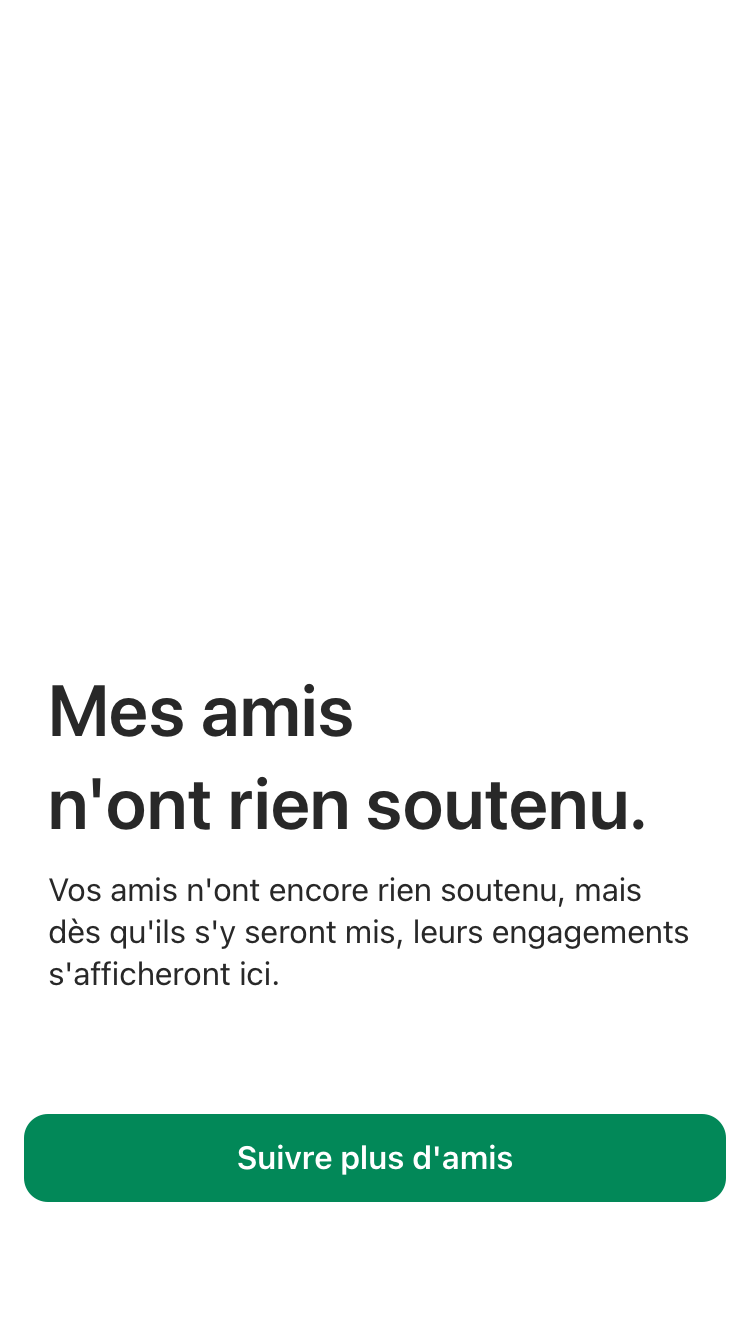 Mes amis
n'ont rien soutenu.
Vos amis n'ont encore rien soutenu, mais
dès qu'ils s'y seront mis, leurs engagements
s'afficheront ici.
Suivre plus d'amis